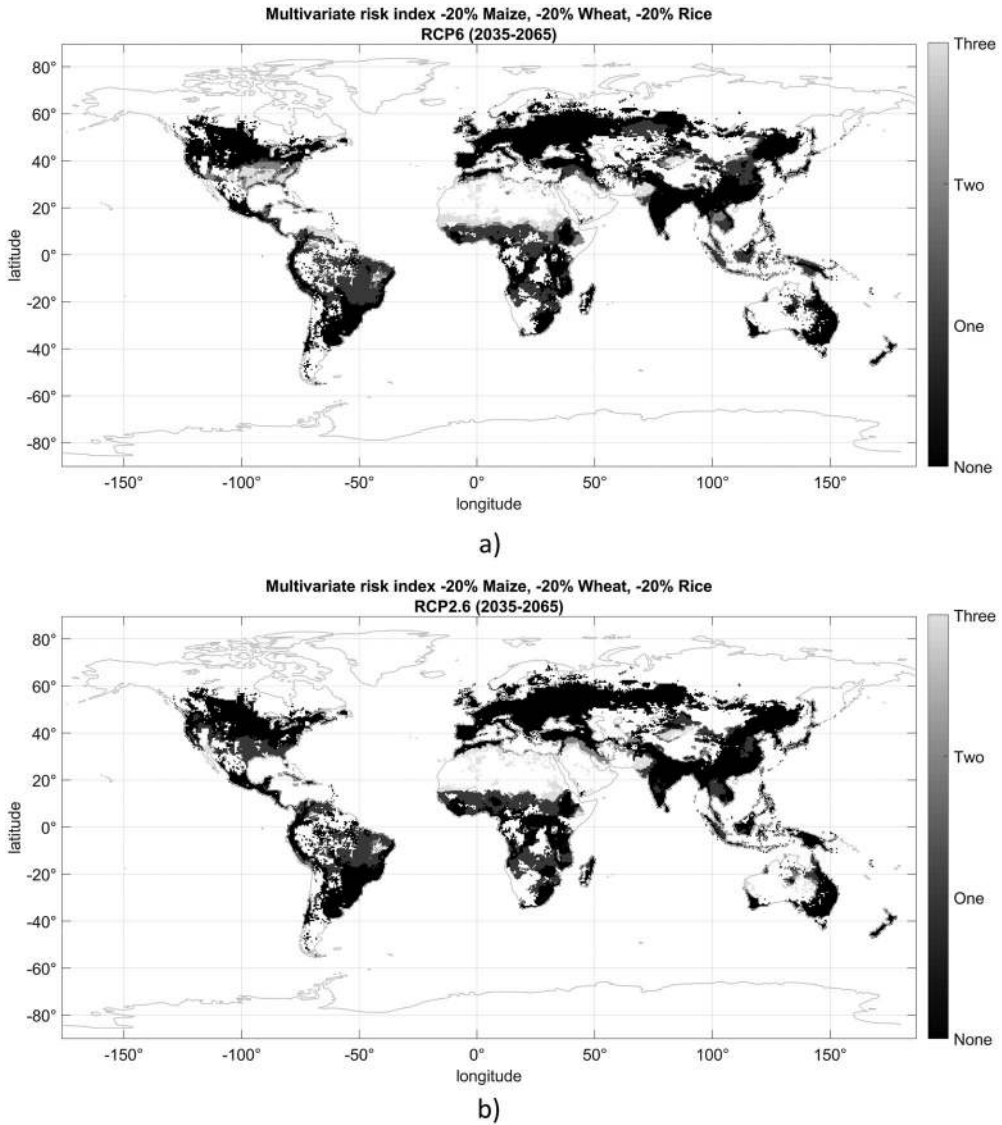 Multivariate risk index -20% Maize, -20% Wheat, -20% Rice
RCP6 (2035-2065)
Three
80°
60°
Two
40°
20°
latitude
0°
One
-20°
-40°
-60°
-80°
None
-150° -100° -50° 0° 50° 100° 150°
longitude
a)
Multivariate risk index -20% Maize, -20% Wheat, -20% Rice
RCP2.6 (2035-2065)
Three
80°
60°
Two
40°
20°
latitude
0°
One
-20°
-40°
-60°
-80°
None
-150° -100° -50° 0° 50° 100° 150°
longitude
b)